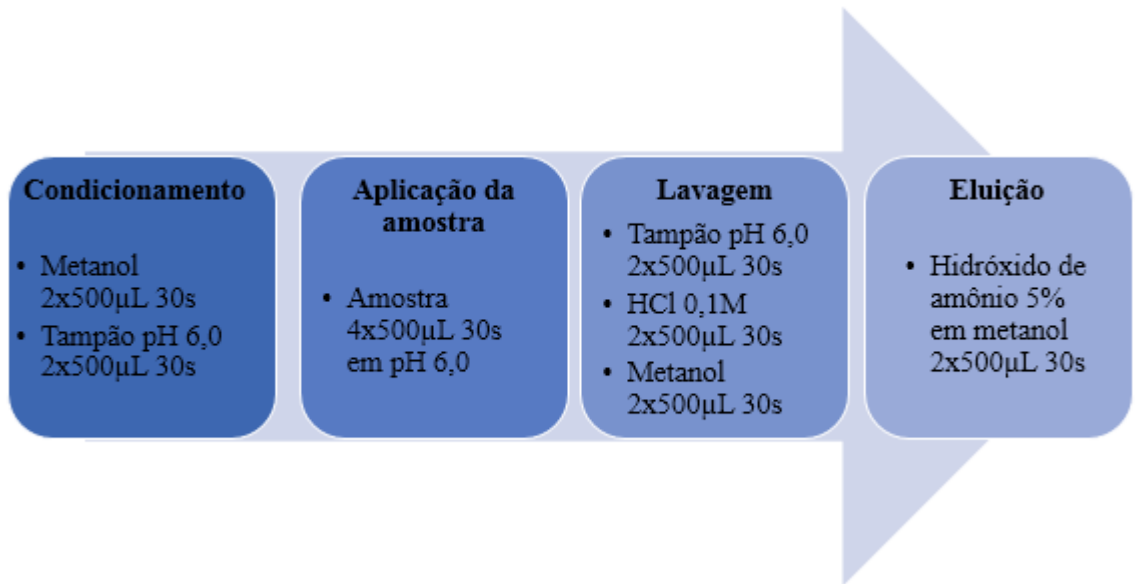 Condicionamento
• Metanol
2x500µL 30s
• Tampão pH 6,0
2x500µL 30s
Aplicação da
amostra
• Amostra
4x500µL 30s
em pH 6,0
Lavagem
• Tampão pH 6,0
2x500µL 30s
• HCl 0,1M
2x500µL 30s
• Metanol
2x500µL 30s
Eluição
• Hidróxido de
amônio 5%
em metanol
2x500µL 30s